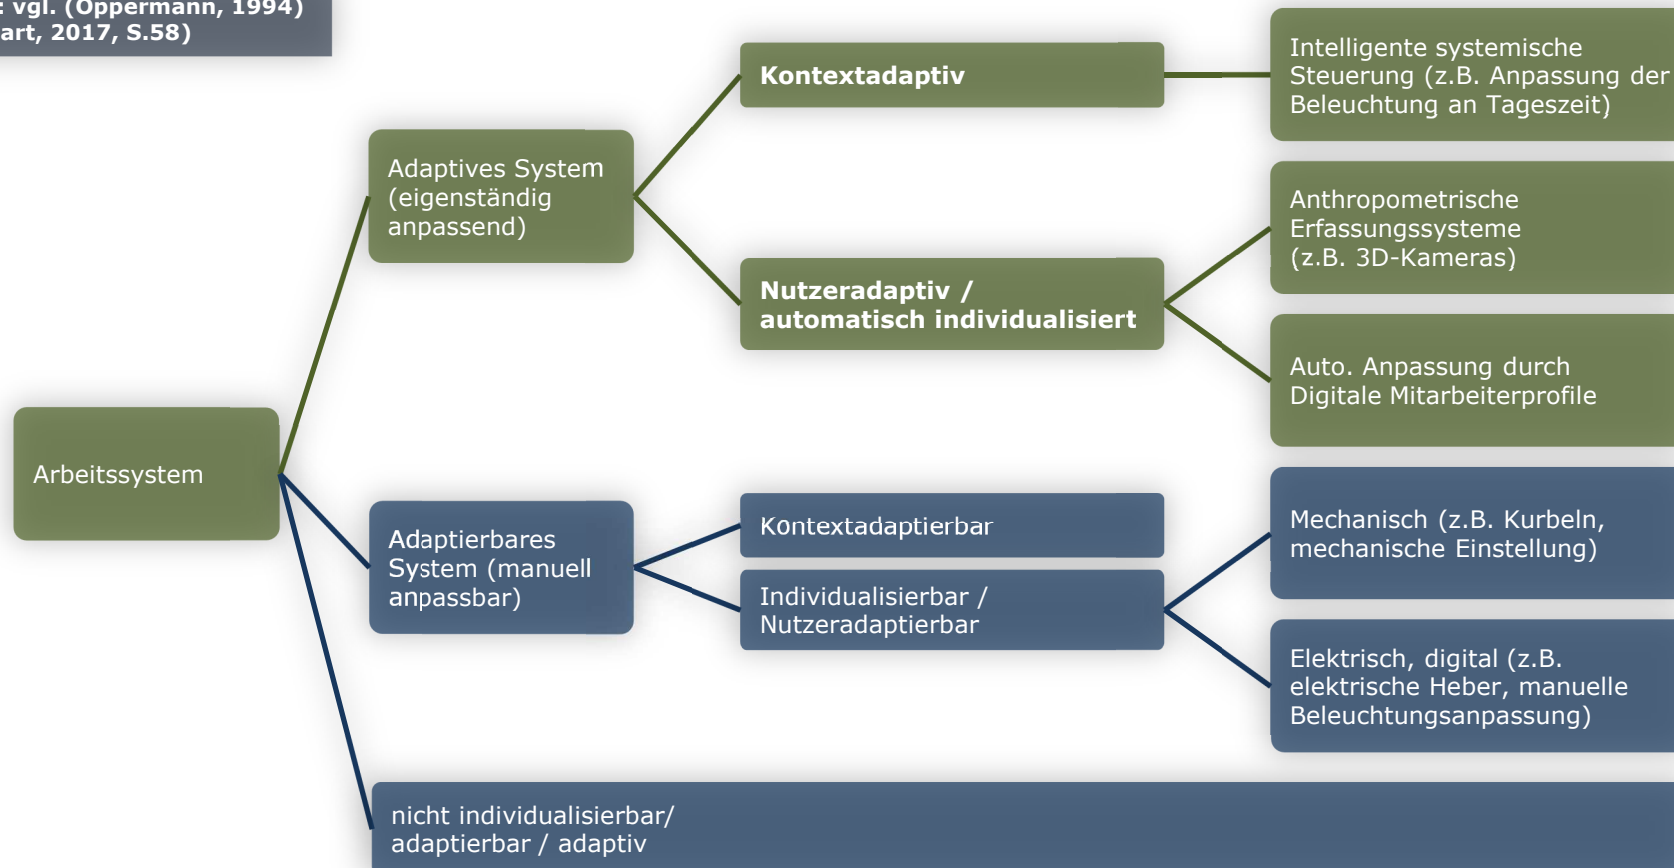 : vgl. (Oppermann, 1994)
art, 2017, S.58)
Kontextadaptiv
Intelligente systemische
Steuerung (z.B. Anpassung der
Beleuchtung an Tageszeit)
Adaptives System
(eigenständig
anpassend)
Anthropometrische
Erfassungssysteme
(z.B. 3D-Kameras)
Nutzeradaptiv /
automatisch individualisiert
Auto. Anpassung durch
Digitale Mitarbeiterprofile
Arbeitssystem
Adaptierbares
System (manuell
anpassbar)
Kontextadaptierbar
Mechanisch (z.B. Kurbeln,
mechanische Einstellung)
Individualisierbar /
Nutzeradaptierbar
Elektrisch, digital (z.B.
elektrische Heber, manuelle
Beleuchtungsanpassung)
nicht individualisierbar/
adaptierbar / adaptiv